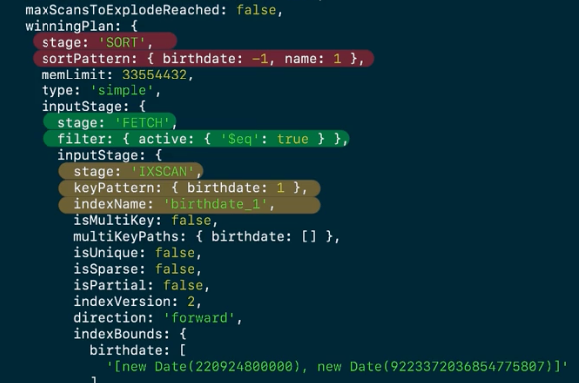 maxScansToExplodeReached: false,
winningPlan: {
stage: 'SORT',
sortPattern: { birthdate: -1, name: 1 },
memLimit: 33554432,
type: 'simple',
inputStage: {
stage: 'FETCH',
filter: { active: { '$eq': true } },
inputStage: {
stage: 'IXSCAN',
keyPattern: { birthdate: 1 },
indexName: 'birthdate_1',
isMultiKey: false,
multiKeyPaths: { birthdate: [] },
isUnique: false,
isSparse: false,
isPartial: false,
indexVersion: 2,
direction: 'forward',
indexBounds: {
birthdate: [
'[new Date(220924800000), new Date(9223372036854775807)]'
]